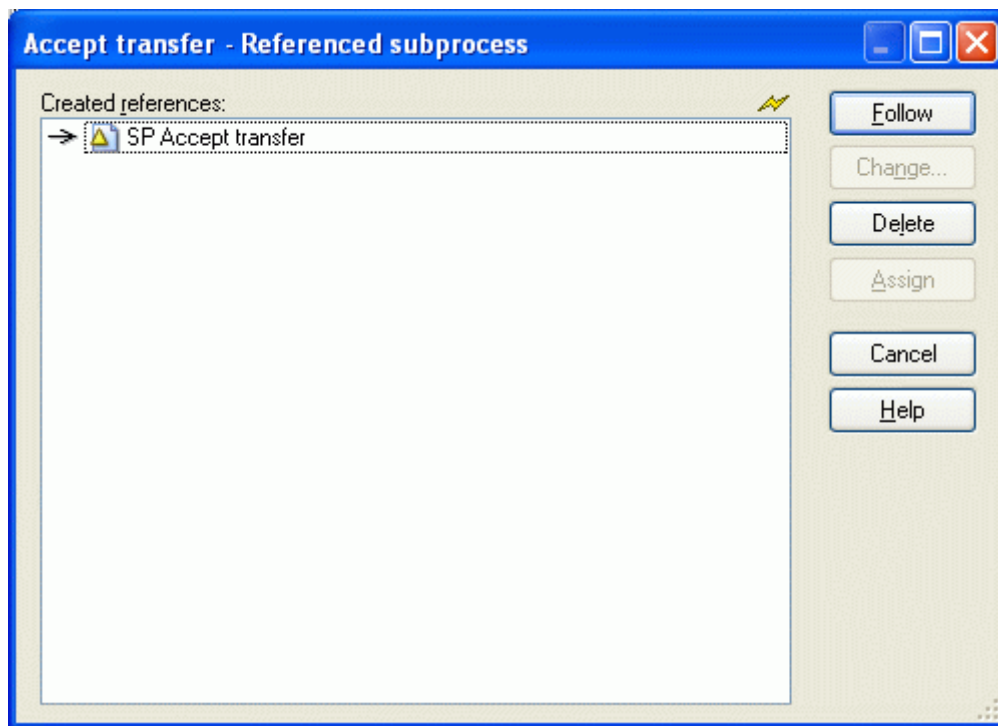 Accept transfer - Referenced subprocess
Created references:
SP Accept transfer
Follow
Change...
Delete
Assign
Cancel
Help